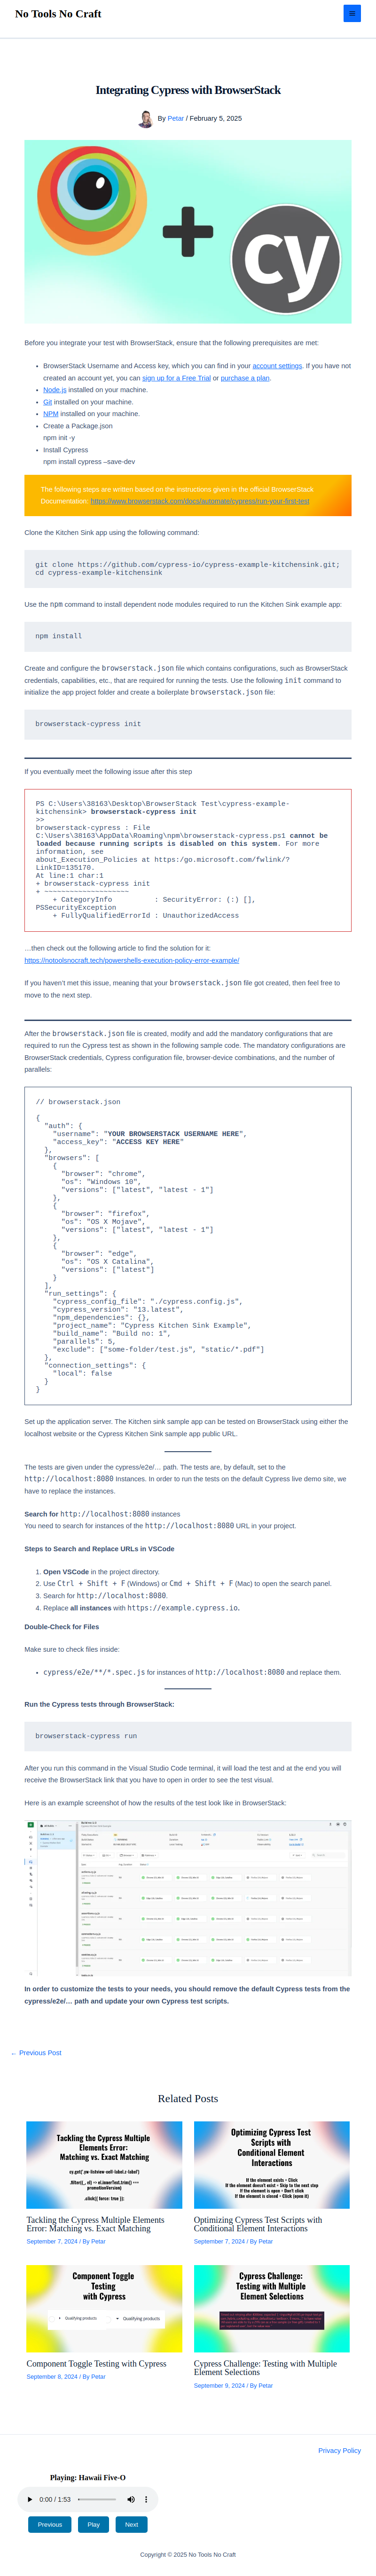 No Tools No Craft
Integrating Cypress with BrowserStack
By Petar / February 5, 2025
cy
Before you integrate your test with BrowserStack, ensure that the following prerequisites are met:
BrowserStack Username and Access key, which you can find in your account settings. If you have not
created an account yet, you can sign up for a Free Trial or purchase a plan.
Node.js installed on your machine.
Git installed on your machine.
NPM installed on your machine.
Create a Package.json
npm init -y
Install Cypress
npm install cypress –save-dev
The following steps are written based on the instructions given in the official BrowserStack
Documentation: https://www.browserstack.com/docs/automate/cypress/run-your-first-test
Clone the Kitchen Sink app using the following command:
git clone https://github.com/cypress-io/cypress-example-kitchensink.git;
cd cypress-example-kitchensink
Use the npm command to install dependent node modules required to run the Kitchen Sink example app:
npm install
Create and configure the browserstack.json file which contains configurations, such as BrowserStack
credentials, capabilities, etc., that are required for running the tests. Use the following init command to
initialize the app project folder and create a boilerplate browserstack.json file:
browserstack-cypress init
If you eventually meet the following issue after this step
PS C:\Users\38163\Desktop\BrowserStack Test\cypress-example-
kitchensink> browserstack-cypress init
>>
browserstack-cypress : File
C:\Users\38163\AppData\Roaming\npm\browserstack-cypress.ps1 cannot be
loaded because running scripts is disabled on this system. For more
information, see
about_Execution_Policies at https:/go.microsoft.com/fwlink/?
LinkID=135170.
At line:1 char:1
+ browserstack-cypress init
+ ~~~~~~~~~~~~~~~~~~~~
+ CategoryInfo : SecurityError: (:) [],
PSSecurityException
+ FullyQualifiedErrorId : UnauthorizedAccess
…then check out the following article to find the solution for it:
https://notoolsnocraft.tech/powershells-execution-policy-error-example/
If you haven't met this issue, meaning that your browserstack.json file got created, then feel free to
move to the next step.
After the browserstack.json file is created, modify and add the mandatory configurations that are
required to run the Cypress test as shown in the following sample code. The mandatory configurations are
BrowserStack credentials, Cypress configuration file, browser-device combinations, and the number of
parallels:
// browserstack.json
{
"auth": {
"username": "YOUR BROWSERSTACK USERNAME HERE",
"access_key": "ACCESS KEY HERE"
},
"browsers": [
{
"browser": "chrome",
"os": "Windows 10",
"versions": ["latest", "latest - 1"]
},
{
"browser": "firefox",
"os": "OS X Mojave",
"versions": ["latest", "latest - 1"]
},
{
"browser": "edge",
"os": "OS X Catalina",
"versions": ["latest"]
}
],
"run_settings": {
"cypress_config_file": "./cypress.config.js",
"cypress_version": "13.latest",
"npm_dependencies": {},
"project_name": "Cypress Kitchen Sink Example",
"build_name": "Build no: 1",
"parallels": 5,
"exclude": ["some-folder/test.js", "static/*.pdf"]
},
"connection_settings": {
"local": false
}
}
Set up the application server. The Kitchen sink sample app can be tested on BrowserStack using either the
localhost website or the Cypress Kitchen Sink sample app public URL.
The tests are given under the cypress/e2e/… path. The tests are, by default, set to the
http://localhost:8080 Instances. In order to run the tests on the default Cypress live demo site, we
have to replace the instances.
Search for http://localhost:8080 instances
You need to search for instances of the http://localhost:8080 URL in your project.
Steps to Search and Replace URLs in VSCode
1. Open VSCode in the project directory.
2. Use Ctrl + Shift + F (Windows) or Cmd + Shift + F (Mac) to open the search panel.
3. Search for http://localhost:8080.
4. Replace all instances with https://example.cypress.io.
Double-Check for Files
Make sure to check files inside:
cypress/e2e/**/*.spec.js for instances of http://localhost:8080 and replace them.
Run the Cypress tests through BrowserStack:
browserstack-cypress run
After you run this command in the Visual Studio Code terminal, it will load the test and at the end you will
receive the BrowserStack link that you have to open in order to see the test visual.
Here is an example screenshot of how the results of the test look like in BrowserStack:
In order to customize the tests to your needs, you should remove the default Cypress tests from the
cypress/e2e/… path and update your own Cypress test scripts.
← Previous Post
Related Posts
Tackling the Cypress Multiple
Elements Error:
Matching vs. Exact Matching
Tackling the Cypress Multiple Elements
Error: Matching vs. Exact Matching
September 7, 2024 / By Petar
Optimizing Cypress Test
Scripts with
Conditional Element
Interactions
If the element exists = Click
If the element doesn't exist = Skip to the next step
If the element is open = Don't click
If the element is closed = Click (open it)
Optimizing Cypress Test Scripts with
Conditional Element Interactions
September 7, 2024 / By Petar
Component Toggle
Testing
with Cypress
Qualifying products
Qualifying products
Component Toggle Testing with Cypress
September 8, 2024 / By Petar
Cypress Challenge:
Testing with Multiple
Element Selections
Cypress Challenge: Testing with Multiple
Element Selections
September 9, 2024 / By Petar
Privacy Policy
Playing: Hawaii Five-O
0:00 / 1:53
Previous
Play
Next
Copyright © 2025 No Tools No Craft